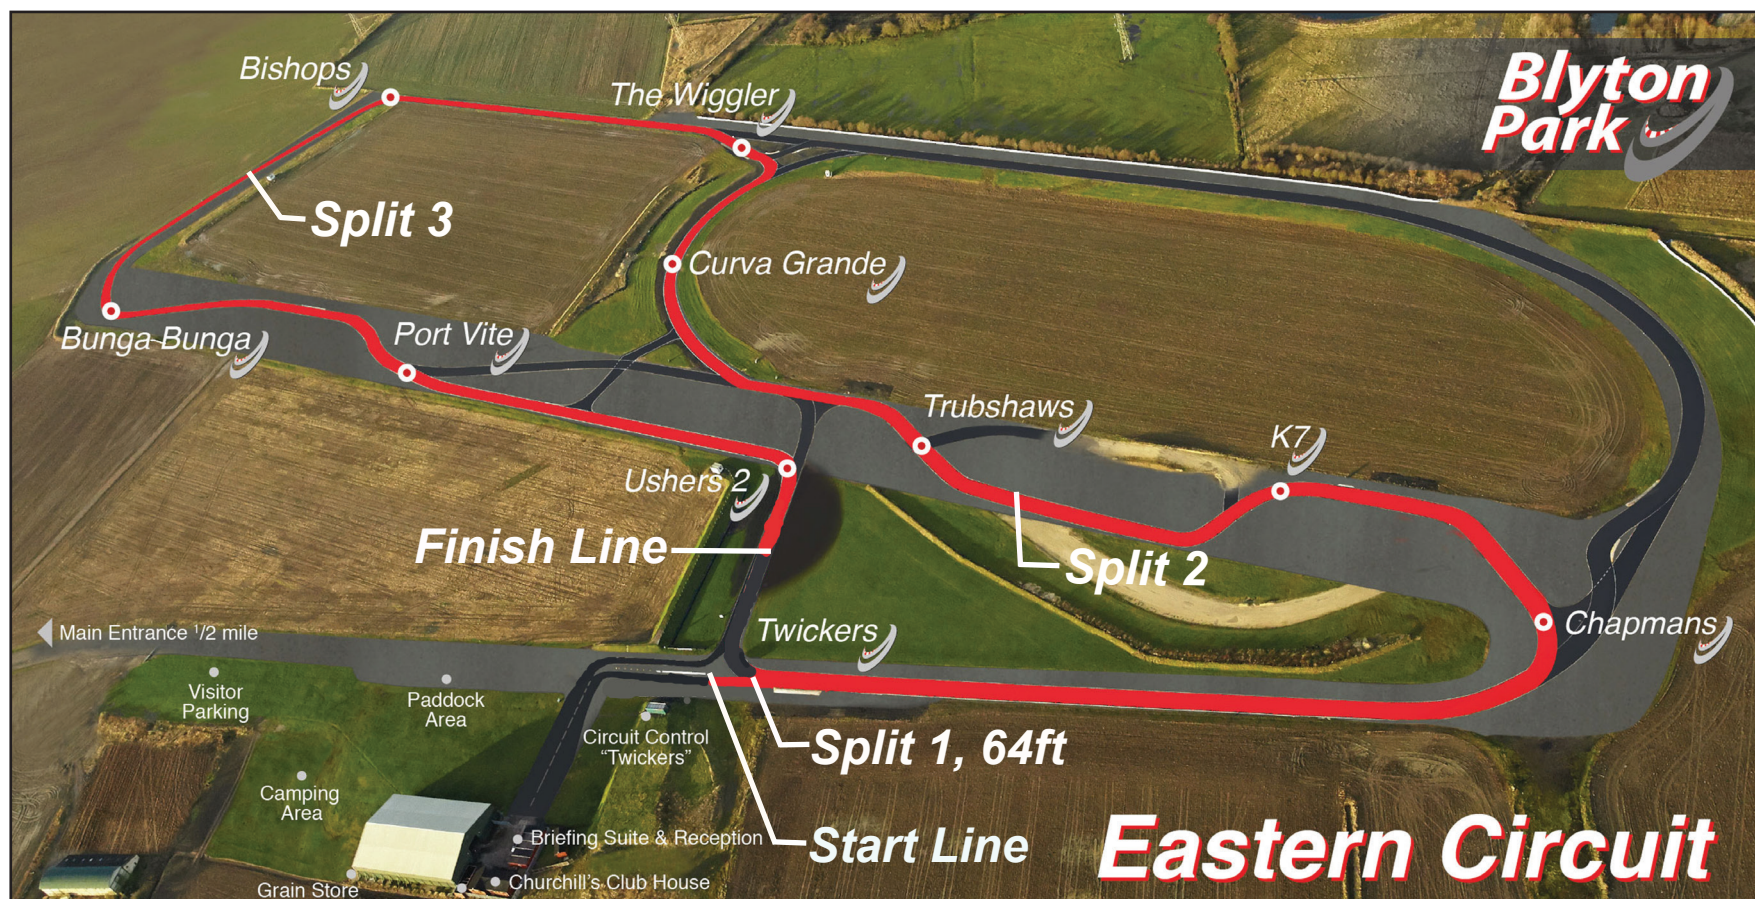 Bishops
The Wiggler
Blyton
Park
Split 3
Curva Grande
Bunga Bunga
Port Vite
Trubshaws
K7
Ushers 2
Finish Line
Split 2
Main Entrance 1/2 mile
Twickers
Chapmans
Visitor
Parking
Paddock
Area
Circuit Control
“Twickers”
Split 1, 64ft
Camping
Area
Briefing Suite & Reception
Start Line
Eastern Circuit
Grain Store
Churchill’s Club House